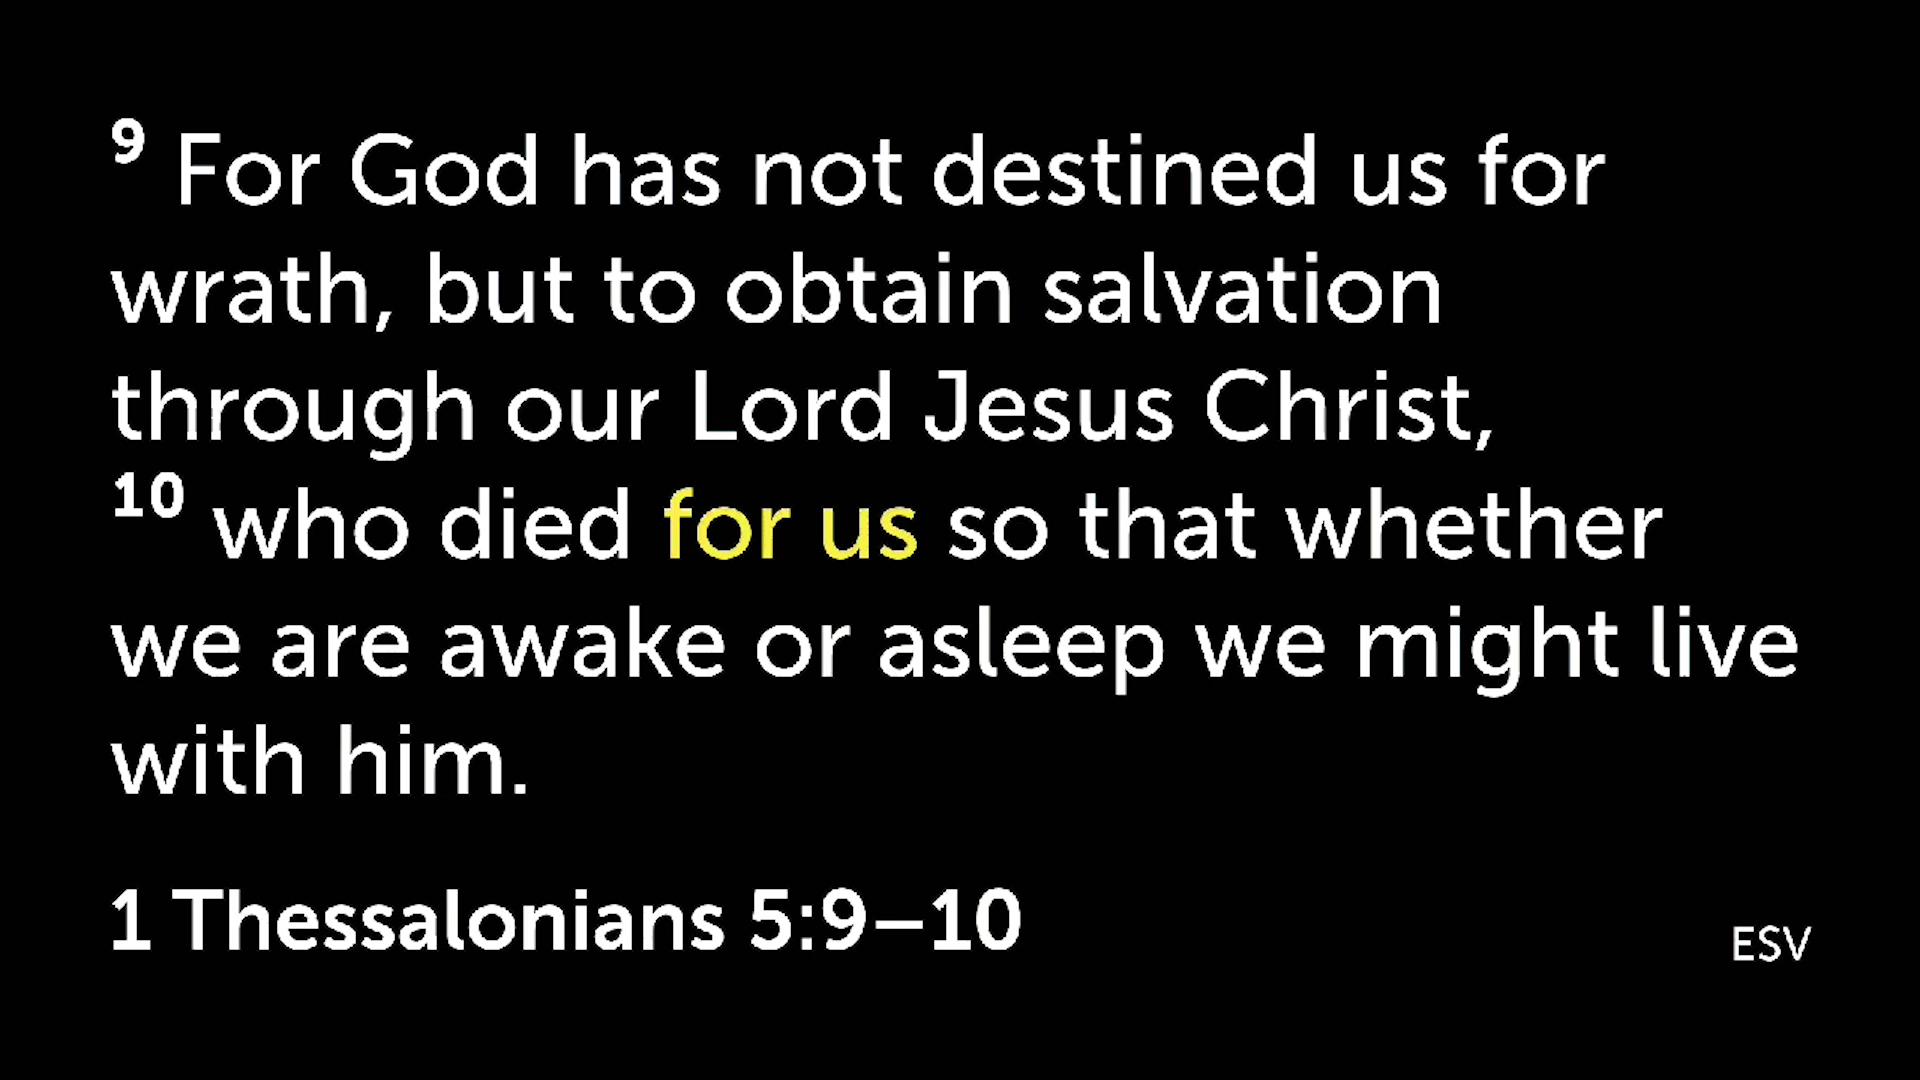 9 For God has not destined us for
wrath, but to obtain salvation
through our Lord Jesus Christ,
10 who died for us so that whether
we are awake or asleep we might live
with him.
1 Thessalonians 5:9–10
ESV